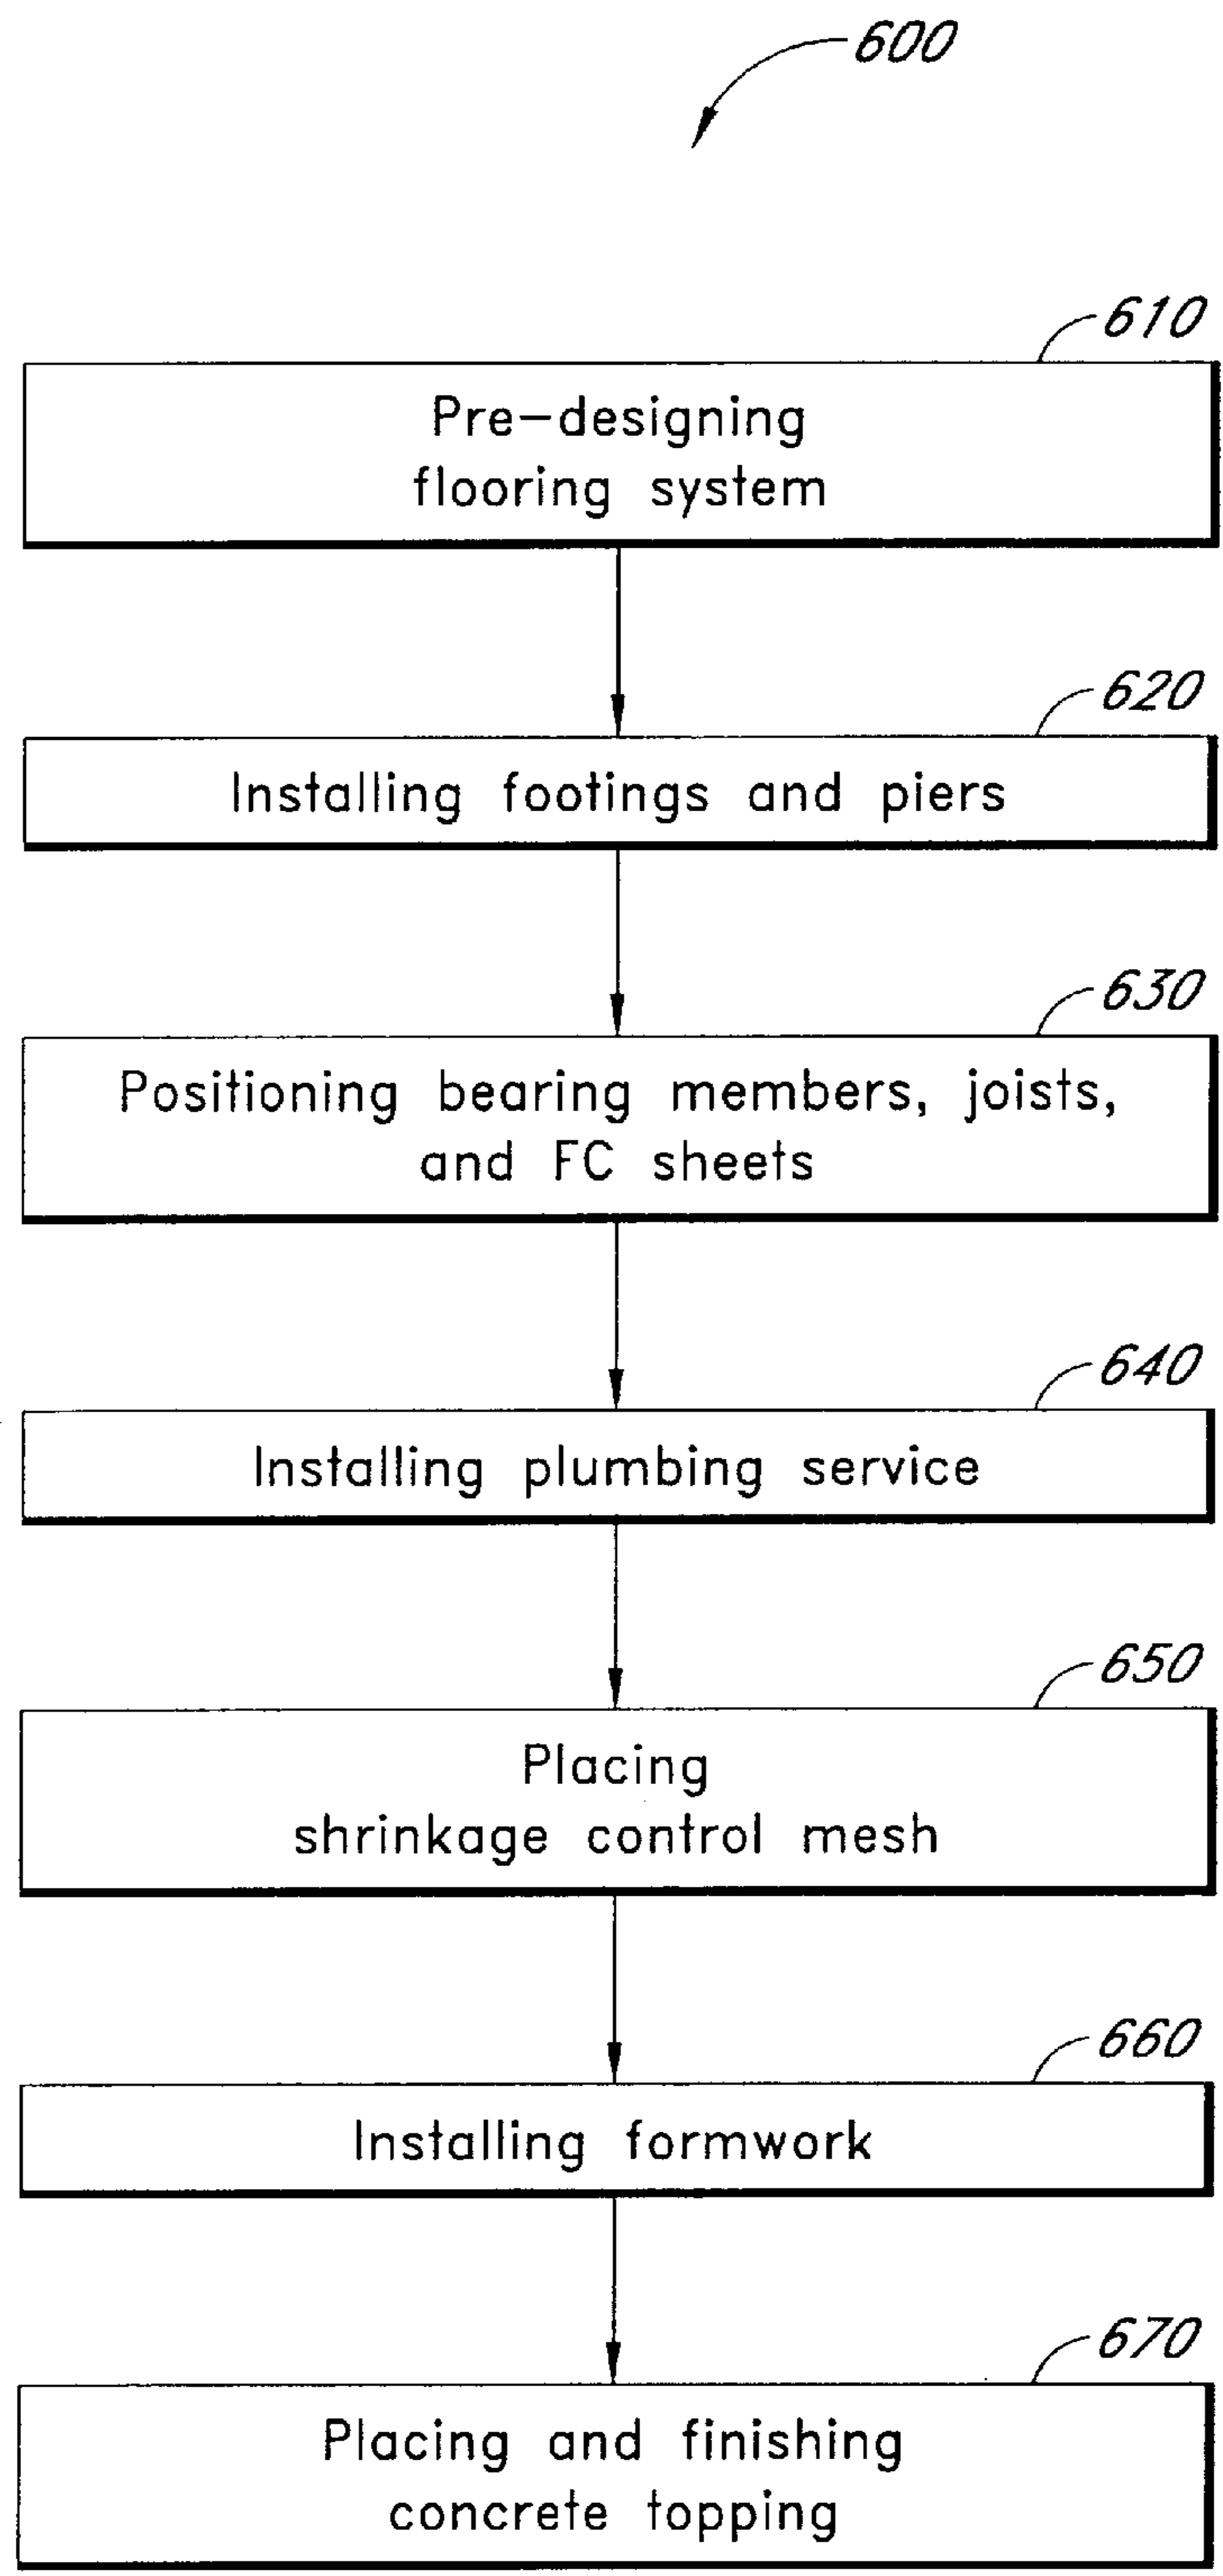 600
610
Pre-designing
flooring system
620
Installing footings and piers
630
Positioning bearing members, joists,
and FC sheets
640
Installing plumbing service
650
Placing
shrinkage control mesh
660
Installing formwork
670
Placing and finishing
concrete topping